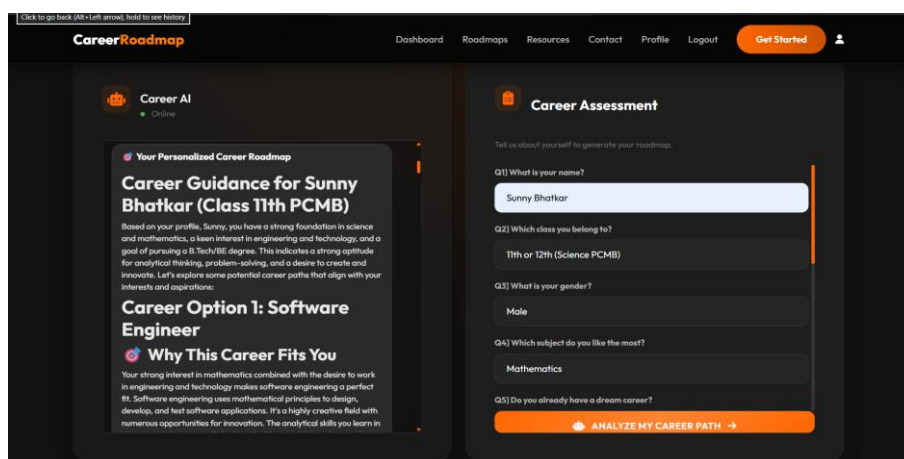 Click to go back (Alt+Left arrow), hold to see history
CareerRoadmap
Dashboard Roadmaps Resources Contact Profile Logout Get Started
Career AI
Online
🎯 Your Personalized Career Roadmap
Career Guidance for Sunny
Bhatkar (Class 11th PCMB)
Based on your profile, Sunny, you have a strong foundation in science
and mathematics, a keen interest in engineering and technology, and a
goal of pursuing a B.Tech/BE degree. This indicates a strong aptitude
for analytical thinking, problem-solving, and a desire to create and
innovate. Let's explore some potential career paths that align with your
interests and aspirations:
Career Option 1: Software
Engineer
🎯 Why This Career Fits You
Your strong interest in mathematics combined with the desire to work
in engineering and technology makes software engineering a perfect
fit. Software engineering uses mathematical principles to design,
develop, and test software applications. It's a highly creative field with
numerous opportunities for innovation. The analytical skills you learn in
Career Assessment
Tell us about yourself to generate your roadmap.
Q1] What is your name?
Sunny Bhatkar
Q2] Which class you belong to?
11th or 12th (Science PCMB)
Q3] What is your gender?
Male
Q4] Which subject do you like the most?
Mathematics
Q5] Do you already have a dream career?
ANALYZE MY CAREER PATH →